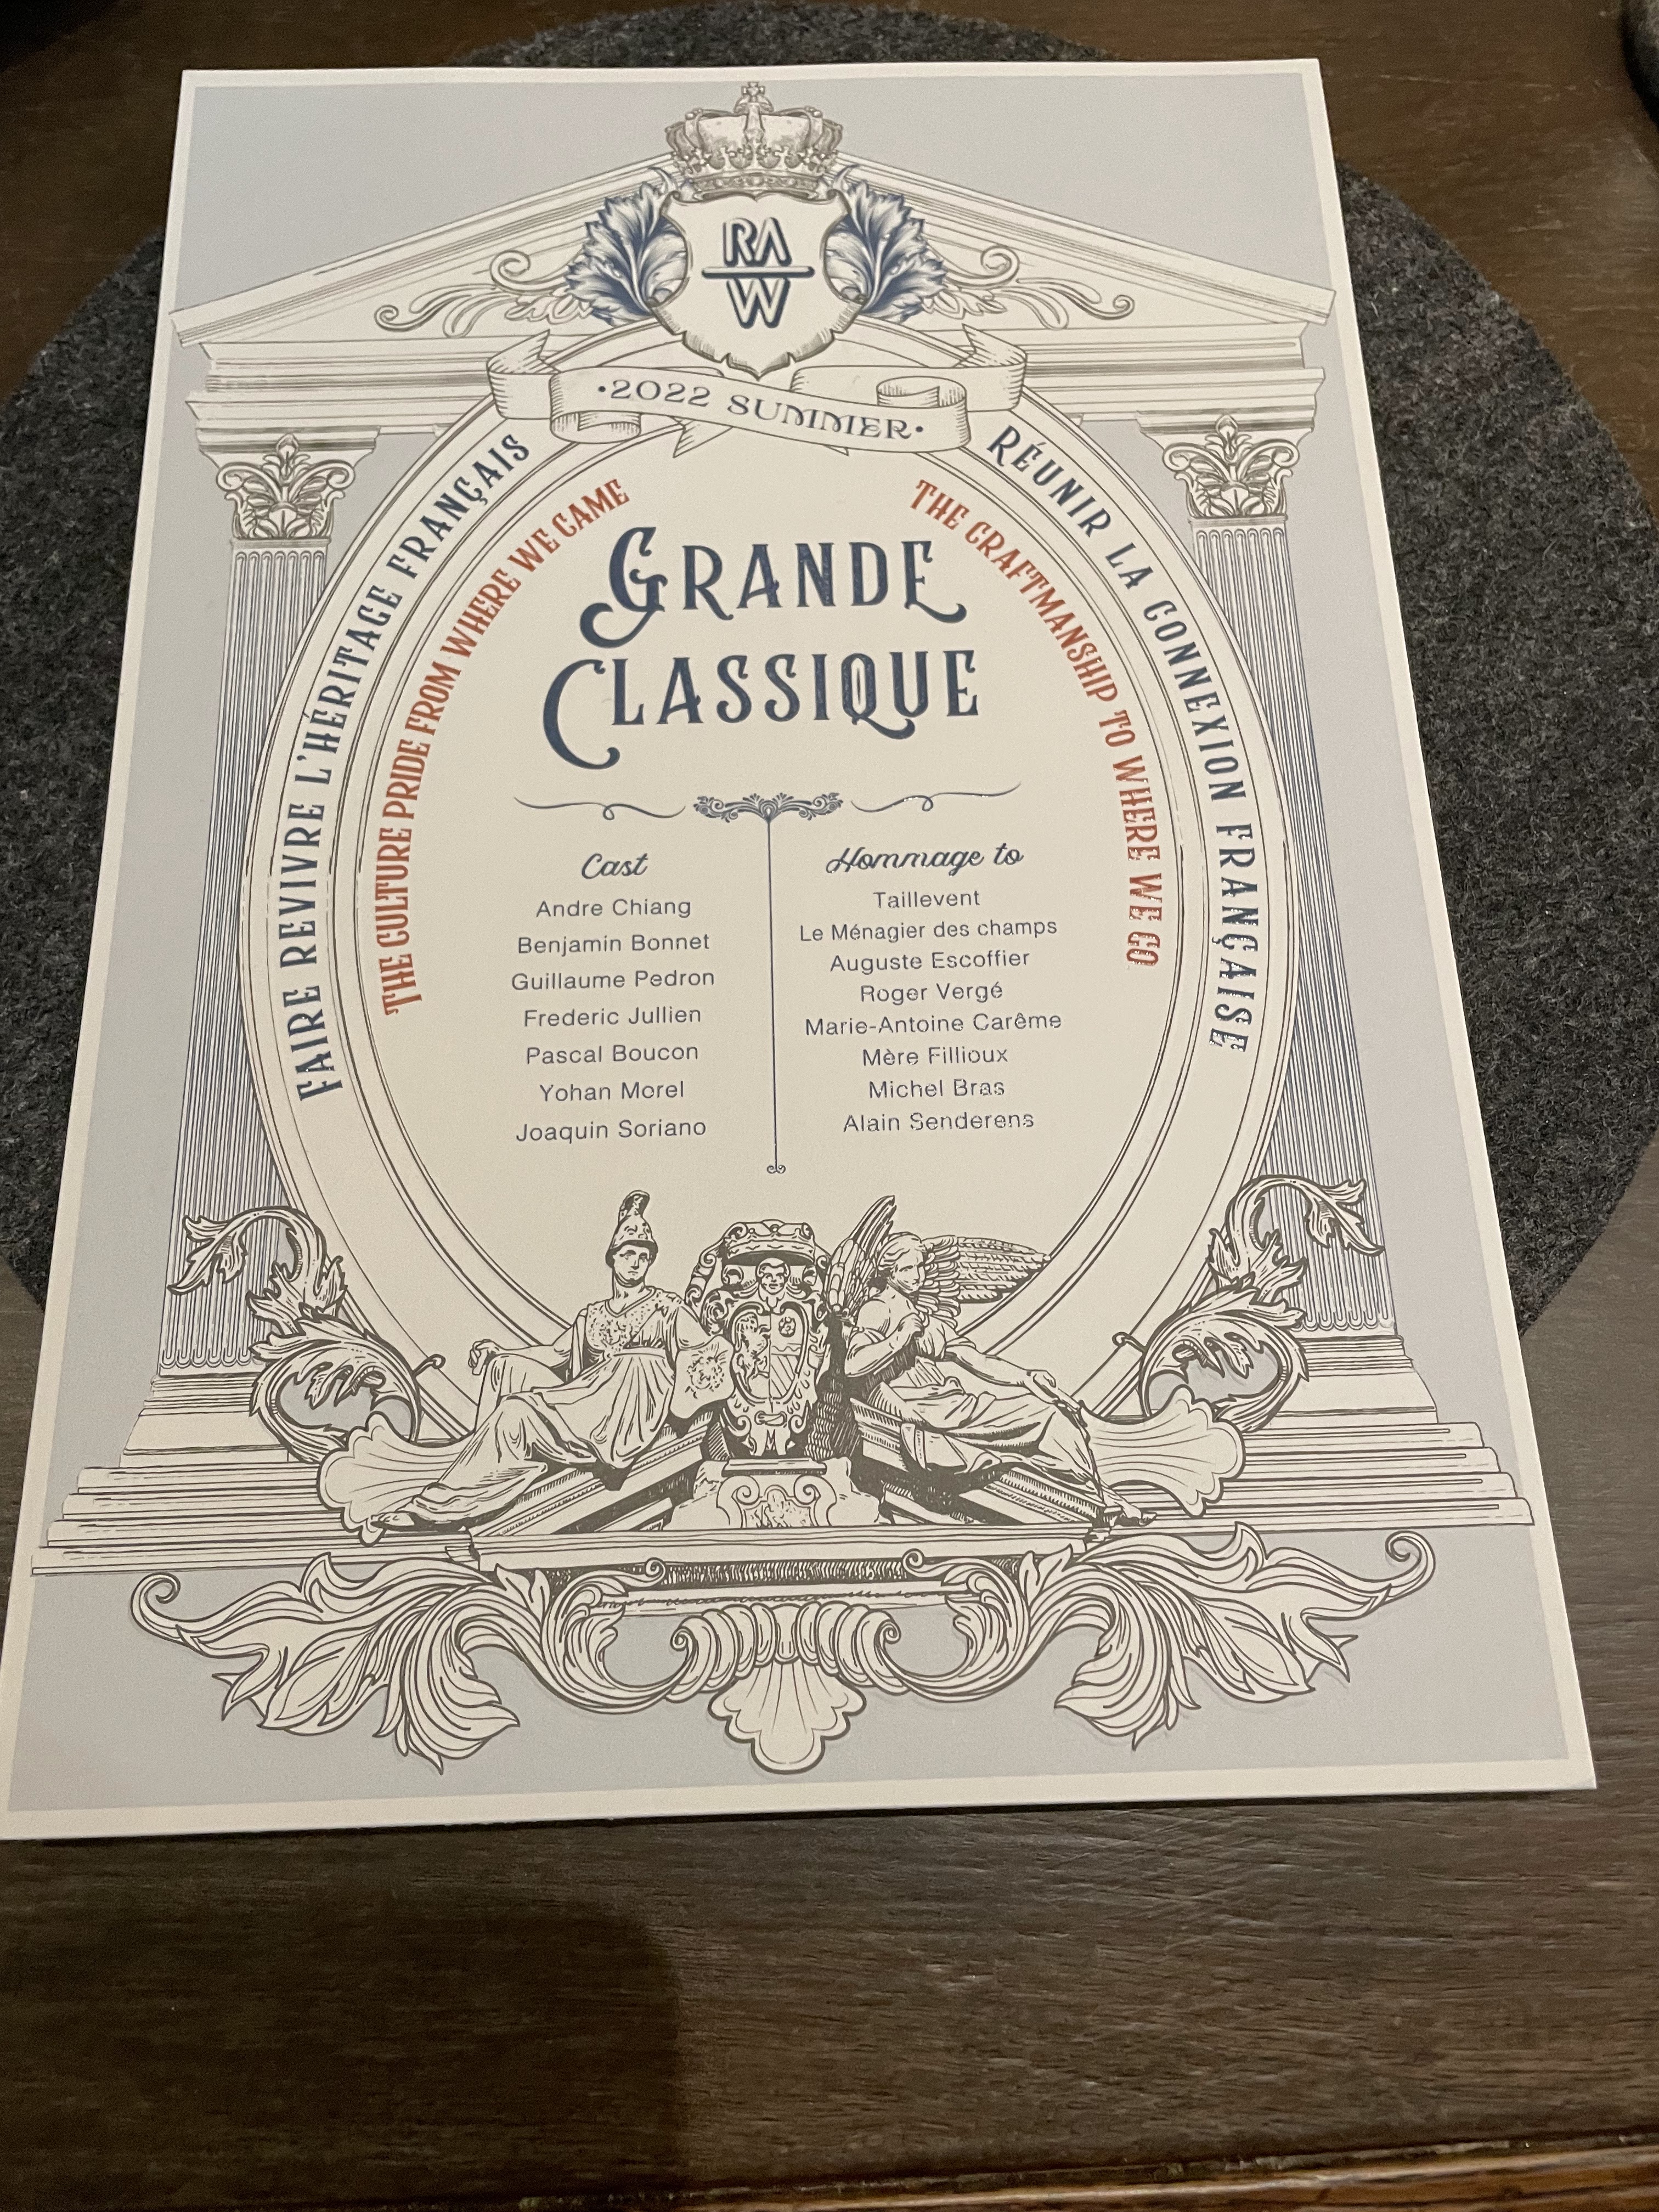 RA
W
•2022 SUMMER•
FAIRE REVIVRE L'HÉRITAGE FRANÇAIS
RÉUNIR LA CONNEXION FRANÇAISE
THE CULTURE PRIDE FROM WHERE WE CAME
THE CRAFTMANSHIP TO WHERE WE GO
GRANDE
CLASSIQUE
Cast
Andre Chiang
Benjamin Bonnet
Guillaume Pedron
Frederic Jullien
Pascal Boucon
Yohan Morel
Joaquin Soriano
Hommage to
Taillevent
Le Ménagier des champs
Auguste Escoffier
Roger Vergé
Marie-Antoine Carême
Mère Fillioux
Michel Bras
Alain Senderens